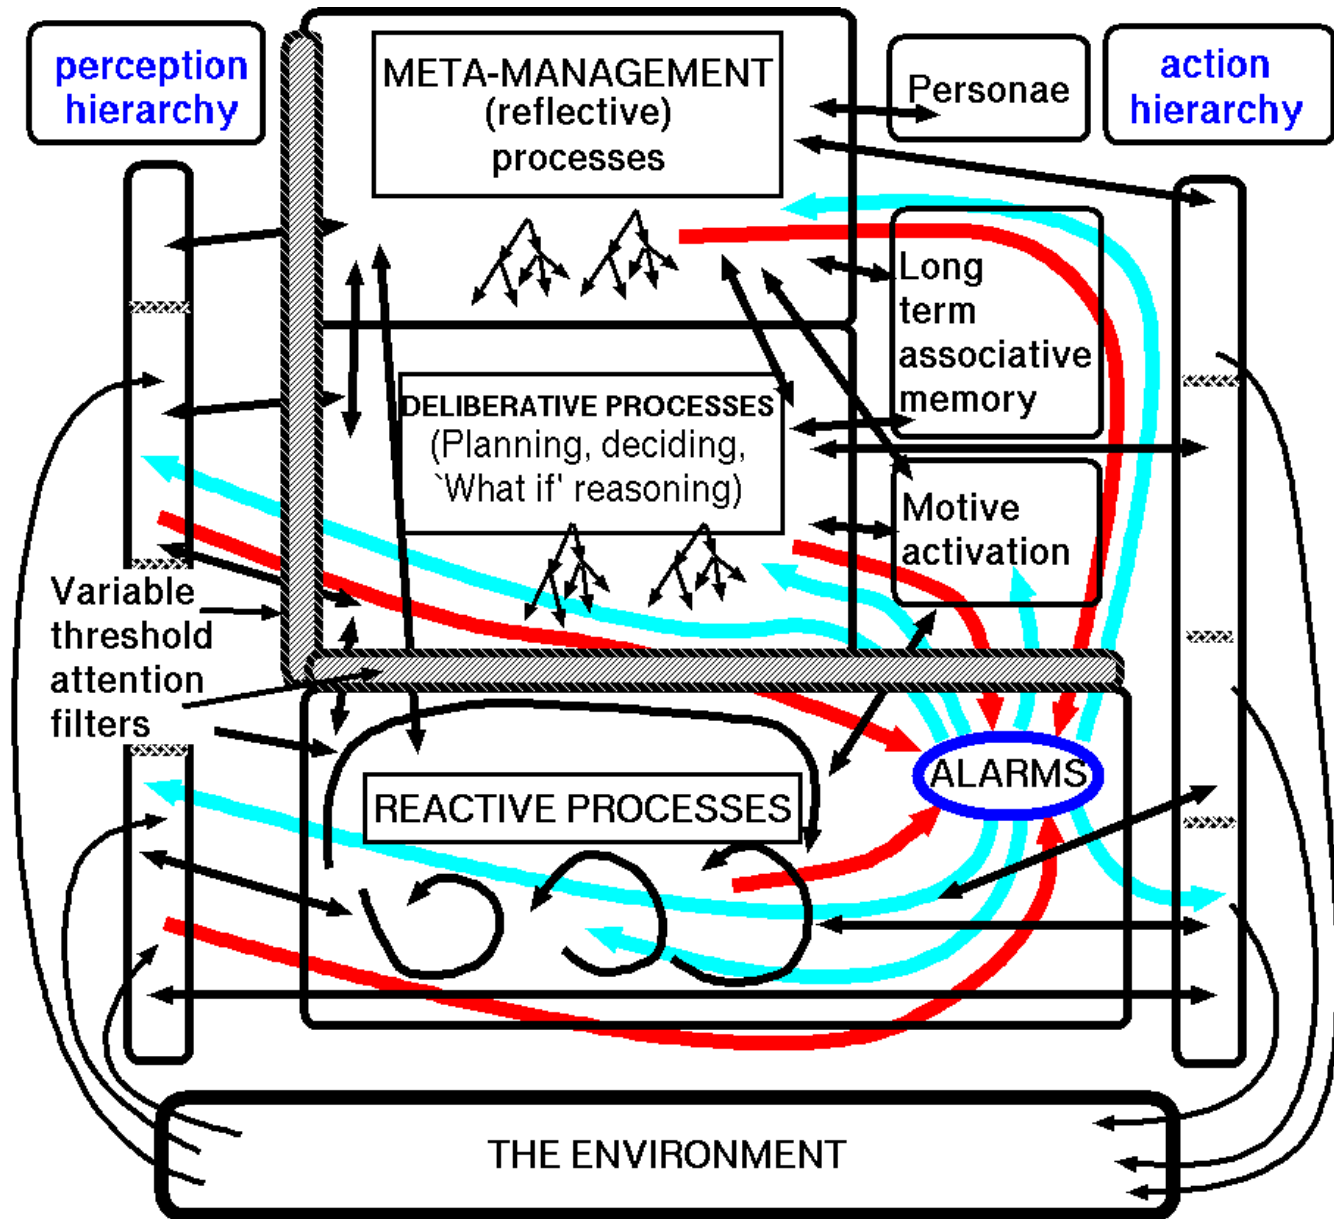 perception
hierarchy
META-MANAGEMENT
(reflective)
processes
Personae
action
hierarchy
Long
term
associative
memory
DELIBERATIVE PROCESSES
(Planning, deciding,
`What if' reasoning)
Motive
activation
Variable
threshold
attention
filters
ALARMS
REACTIVE PROCESSES
THE ENVIRONMENT